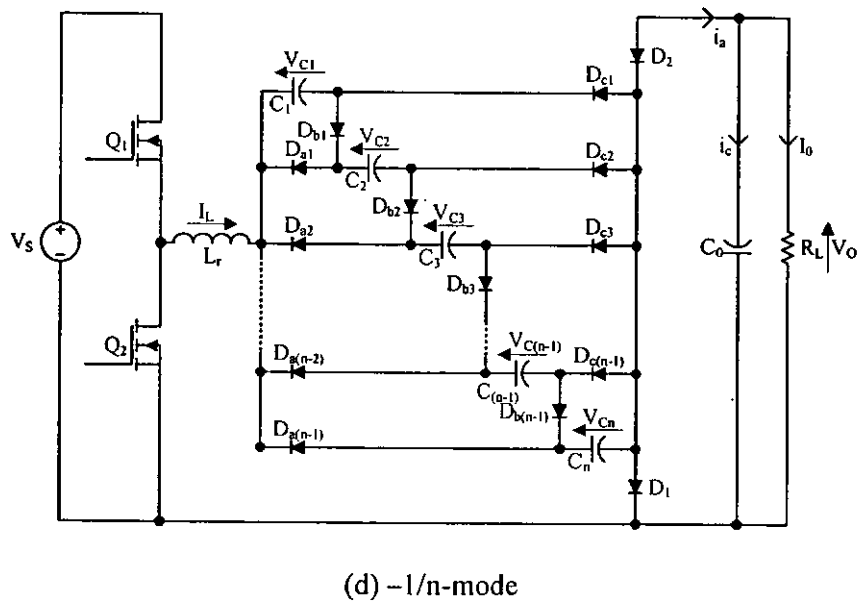 V_C1
i_a
D_2
C_1
D_c1
Q_1
D_b1
D_a1
V_C2
D_c2
i_c
I_0
C_2
I_L
D_b2
V_C3
V_S
+
−
L_r
D_a2
C_3
D_c3
C_0
R_L
V_O
D_b3
Q_2
V_C(n-1)
D_a(n-2)
D_c(n-1)
C_(n-1)
D_b(n-1)
V_Cn
D_a(n-1)
C_n
D_1
(d) –1/n-mode